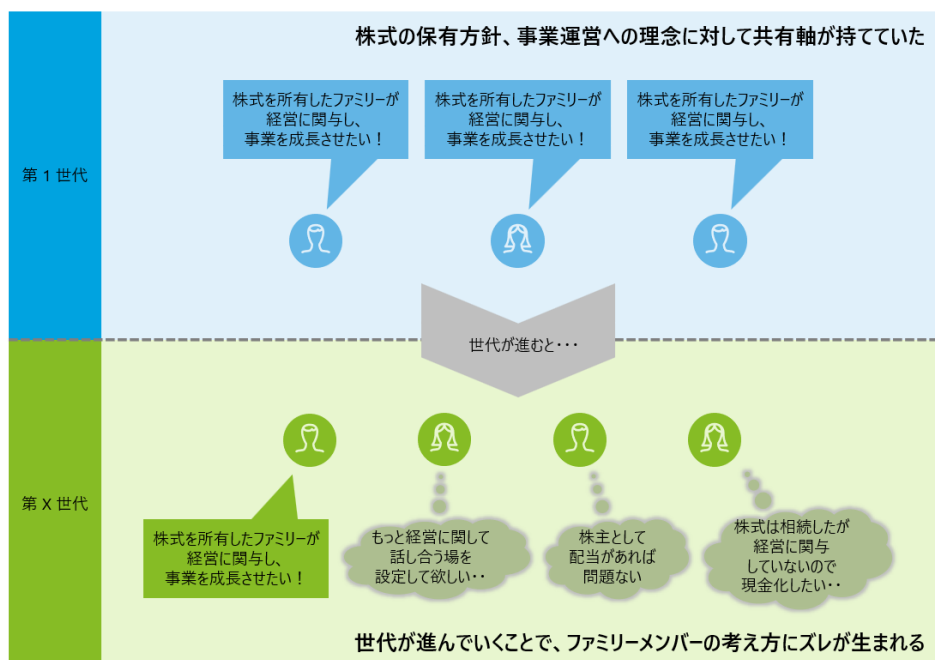 株式の保有方針、事業運営への理念に対して共有軸が持てていた
株式を所有したファミリーが
経営に関与し、
事業を成長させたい！
株式を所有したファミリーが
経営に関与し、
事業を成長させたい！
株式を所有したファミリーが
経営に関与し、
事業を成長させたい！
第 1 世代
世代が進むと・・・
第 X 世代
株式を所有したファミリーが
経営に関与し、
事業を成長させたい！
もっと経営に関して
話し合う場を
設定して欲しい・・
株主として
配当があれば
問題ない
株式は相続したが
経営に関与
していないので
現金化したい・・
世代が進んでいくことで、ファミリーメンバーの考え方にズレが生まれる